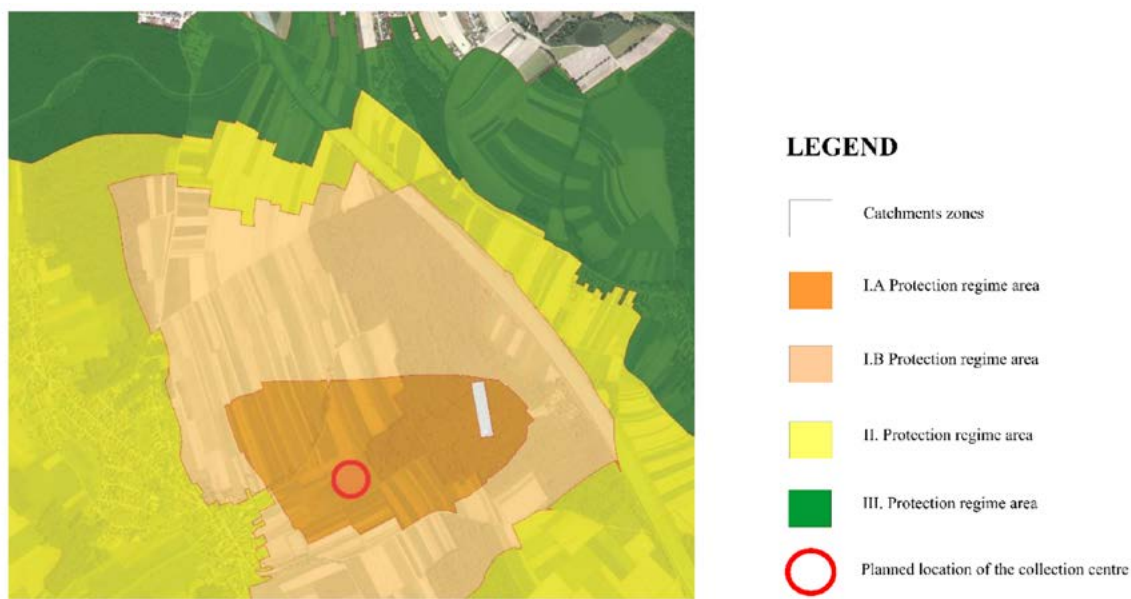 LEGEND
Catchments zones
I.A Protection regime area
I.B Protection regime area
II. Protection regime area
III. Protection regime area
Planned location of the collection centre